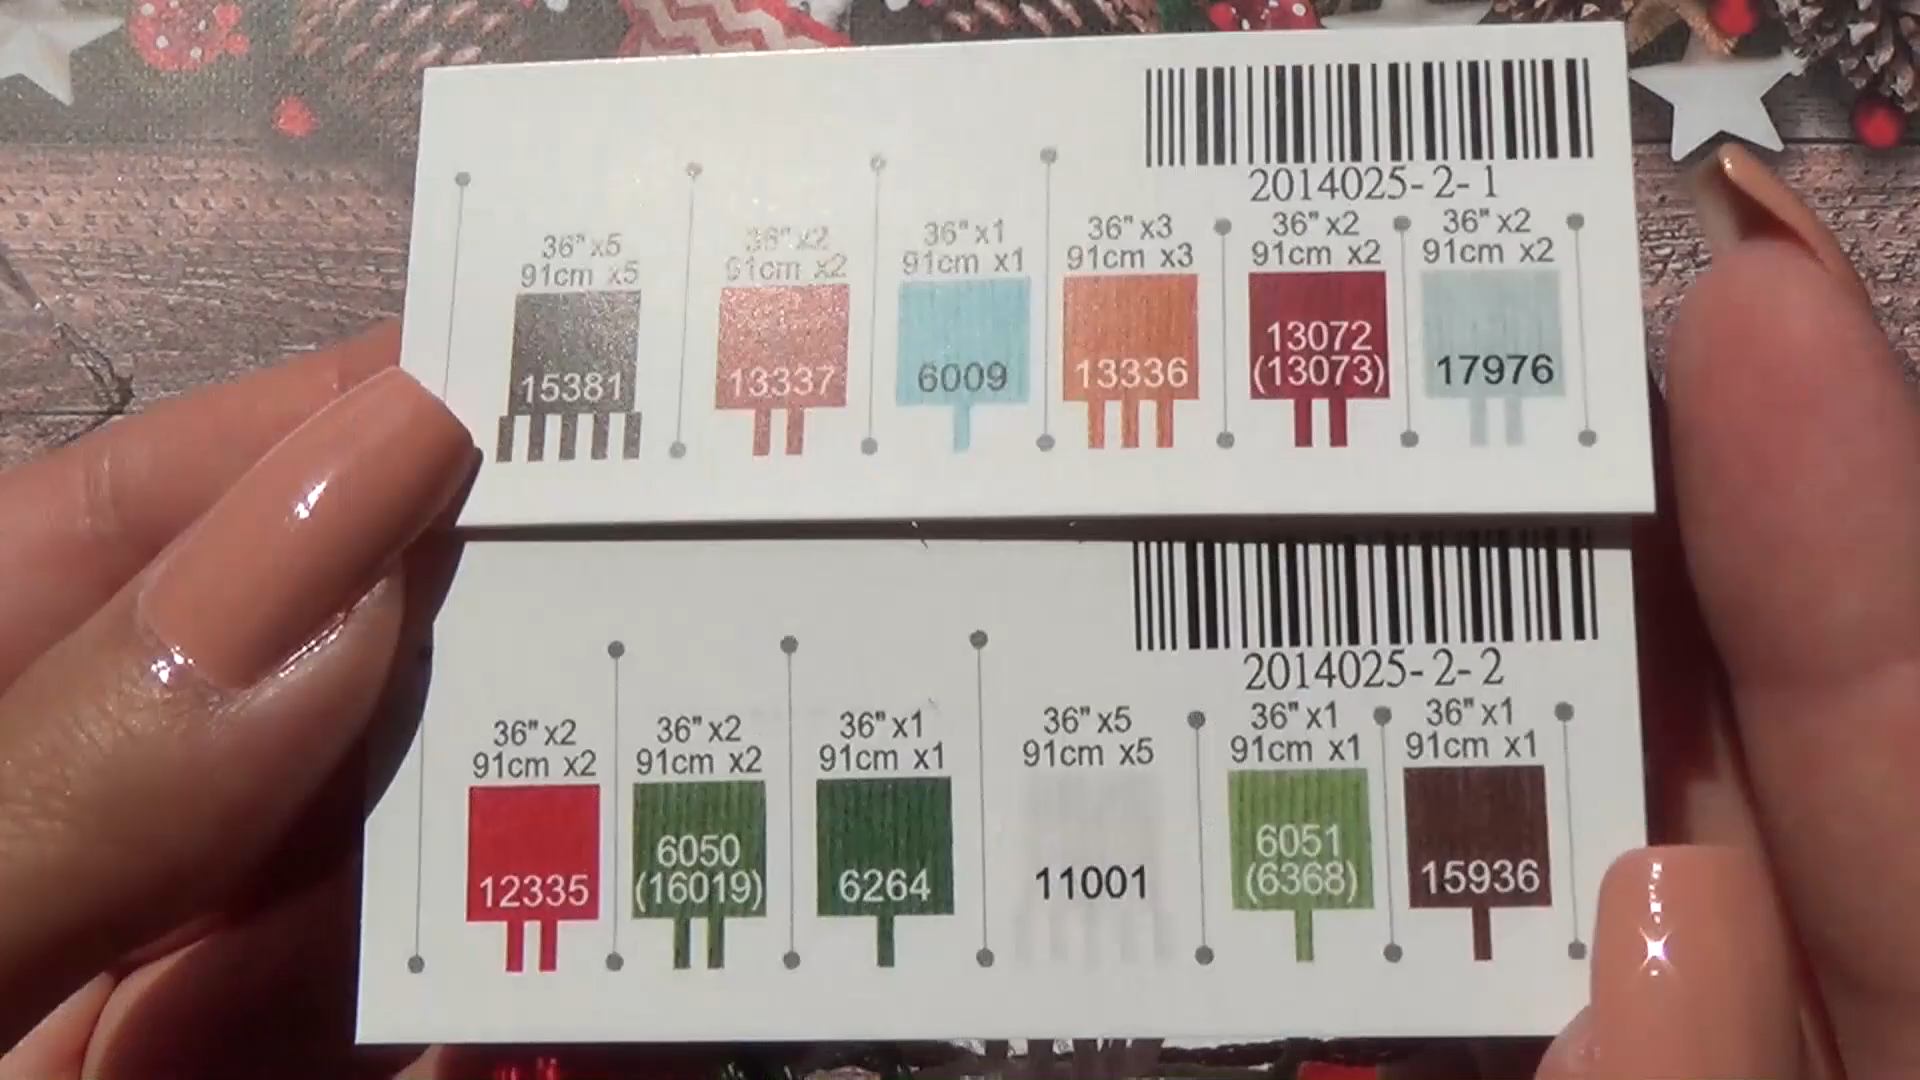 2014025-2-1
36" x5
91cm x5
15381
36" x2
91cm x2
13337
36" x1
91cm x1
6009
36" x3
91cm x3
13336
36" x2
91cm x2
13072
(13073)
36" x2
91cm x2
17976
2014025-2-2
36" x2
91cm x2
12335
36" x2
91cm x2
6050
(16019)
36" x1
91cm x1
6264
36" x5
91cm x5
11001
36" x1
91cm x1
6051
(6368)
36" x1
91cm x1
15936